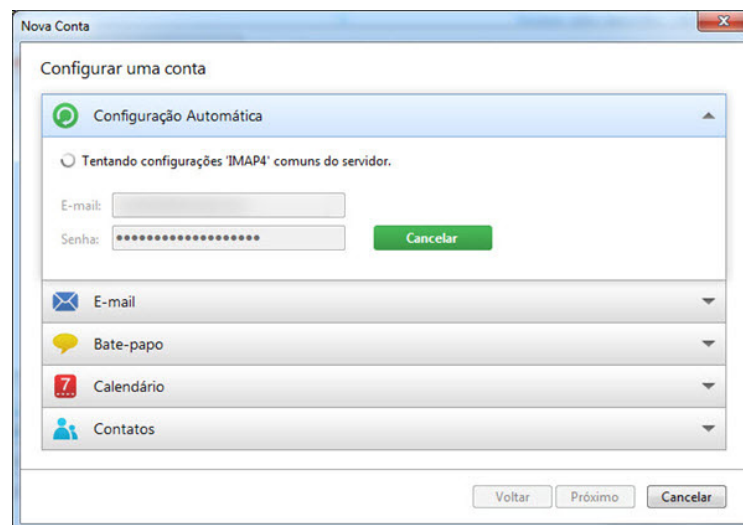 Nova Conta
Configurar uma conta
Configuração Automática
Tentando configurações 'IMAP4' comuns do servidor.
E-mail:
Senha: •••••••••••••••••••
Cancelar
E-mail
Bate-papo
7 Calendário
Contatos
Voltar Próximo Cancelar